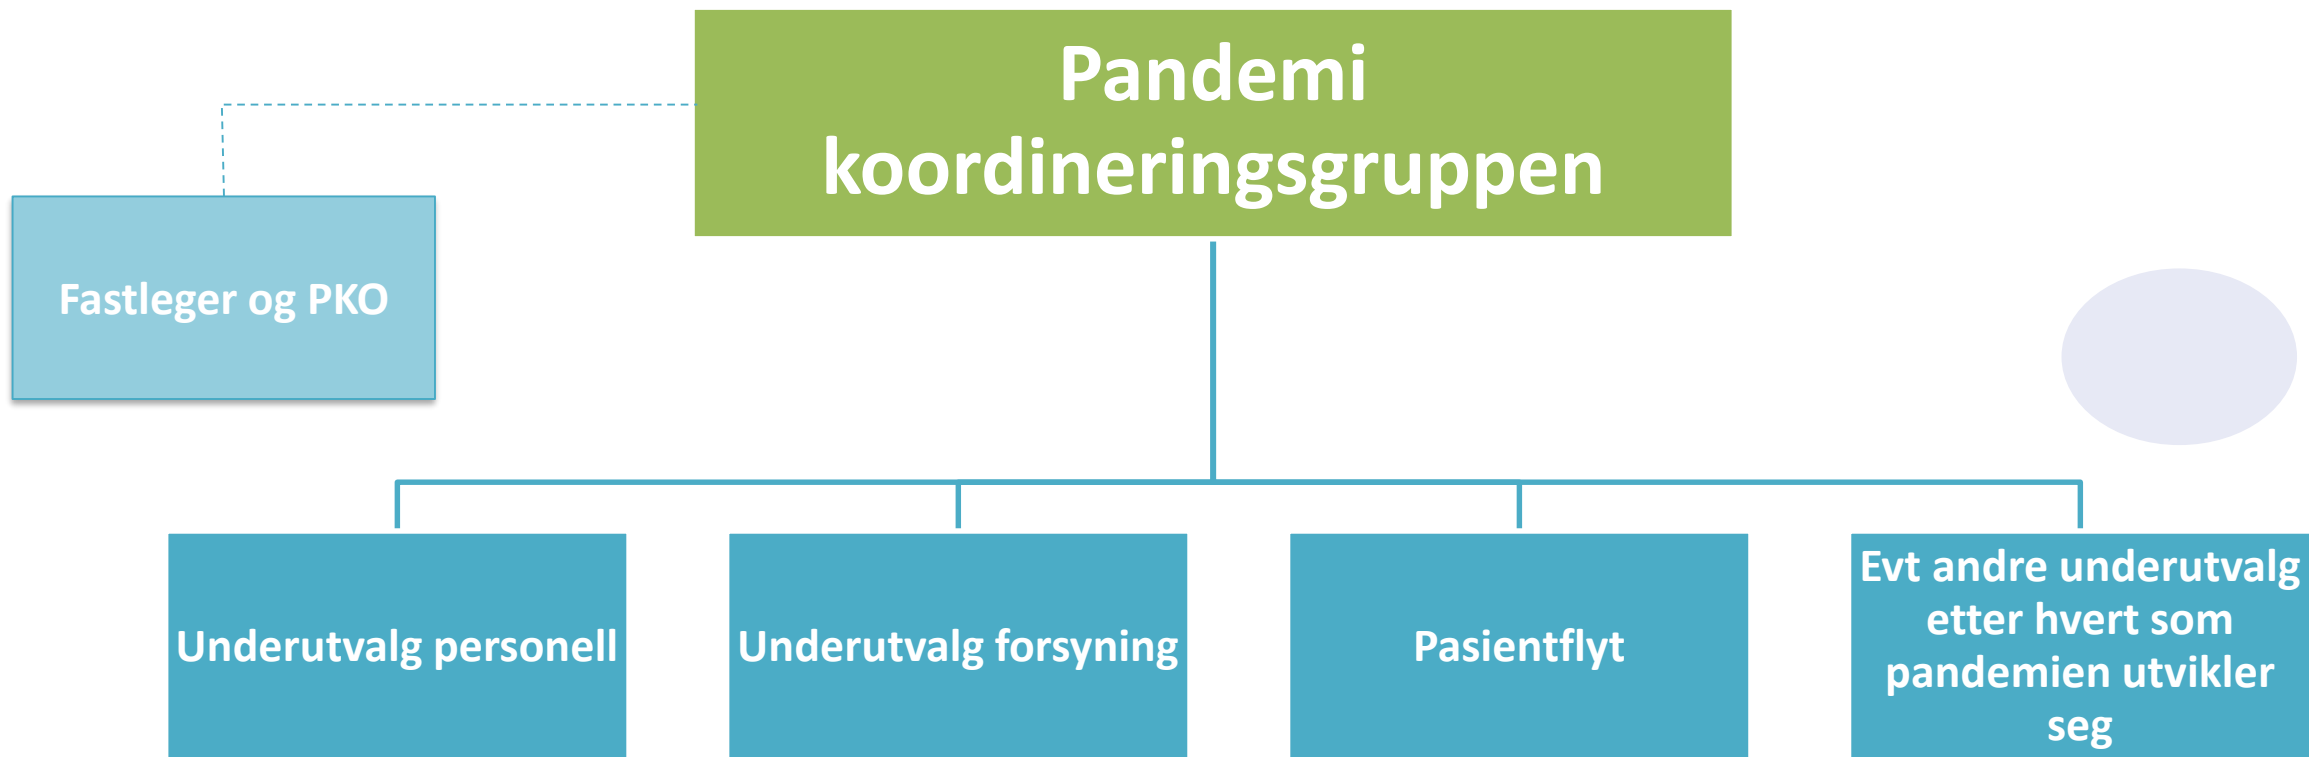 Pandemi
koordineringsgruppen
Fastleger og PKO
Underutvalg personell
Underutvalg forsyning
Pasientflyt
Evt andre underutvalg
etter hvert som
pandemien utvikler
seg